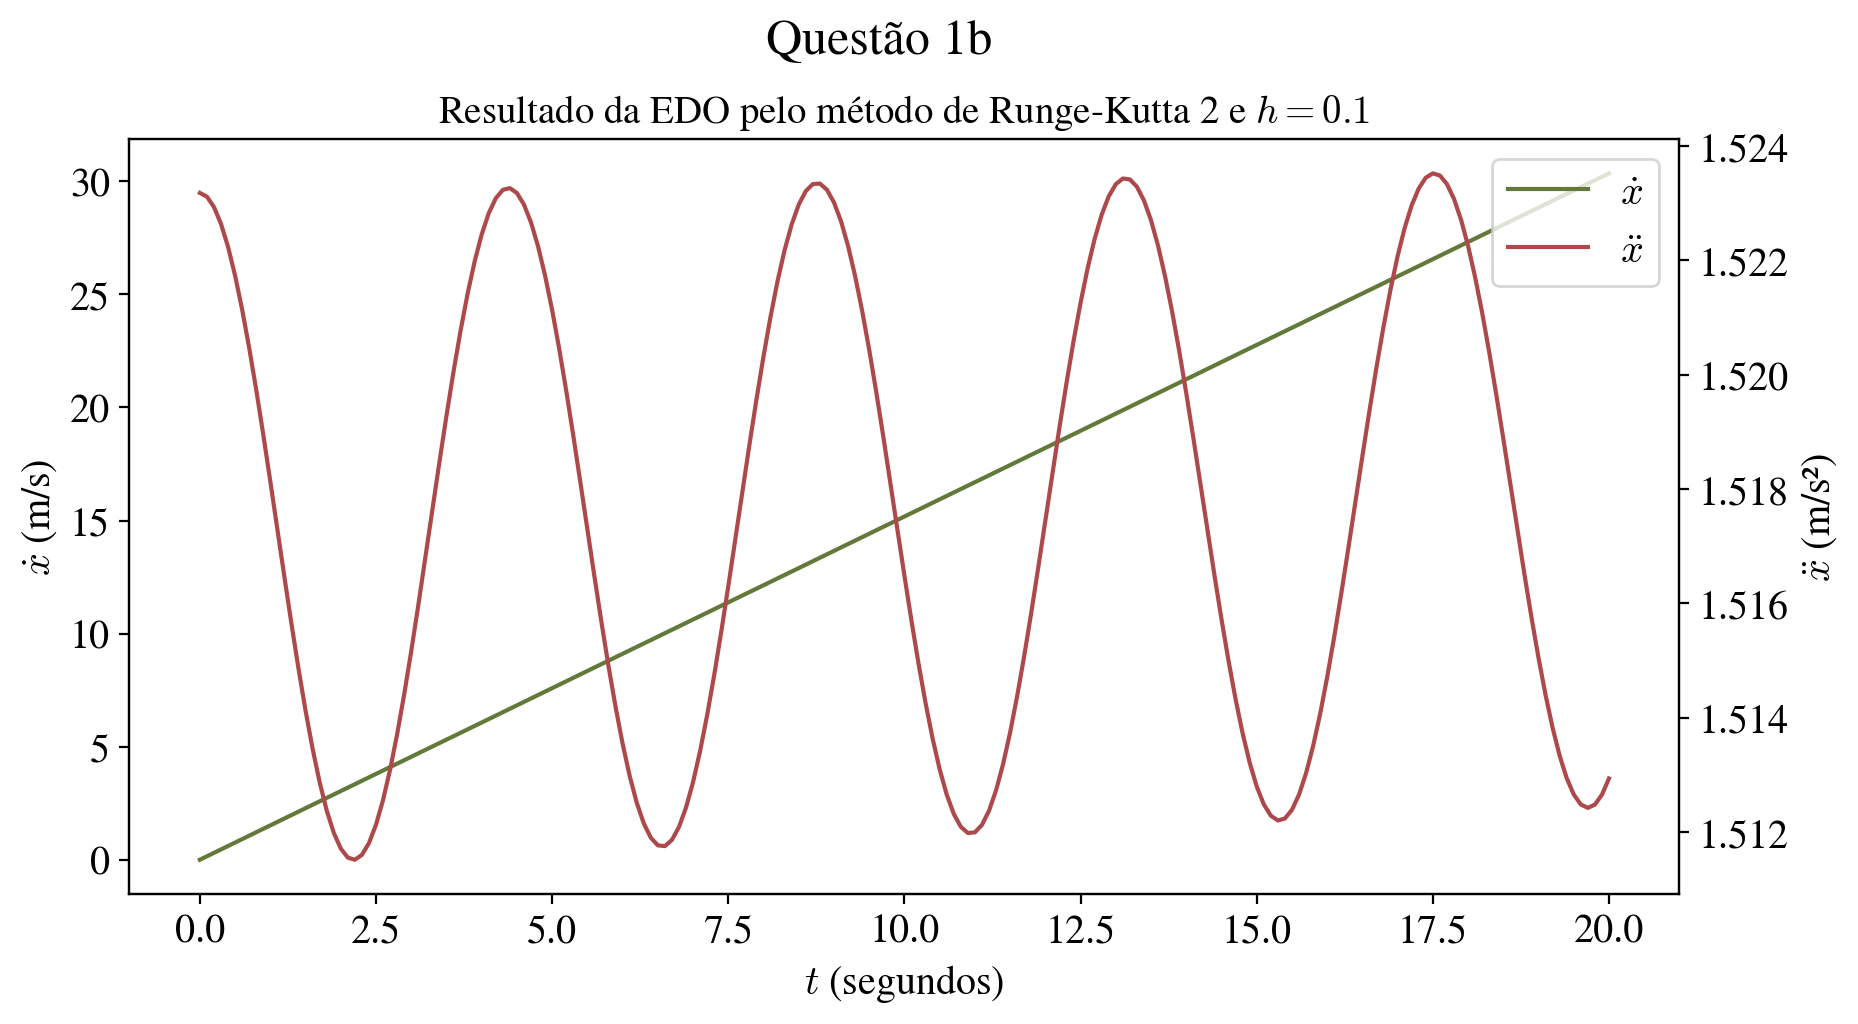 Questão 1b
Resultado da EDO pelo método de Runge-Kutta 2 e h = 0.1
30
25
20
15
10
5
0
ẋ (m/s)
1.524
1.522
1.520
1.518
1.516
1.514
1.512
ẍ (m/s²)
ẋ
ẍ
0.0 2.5 5.0 7.5 10.0 12.5 15.0 17.5 20.0
t (segundos)